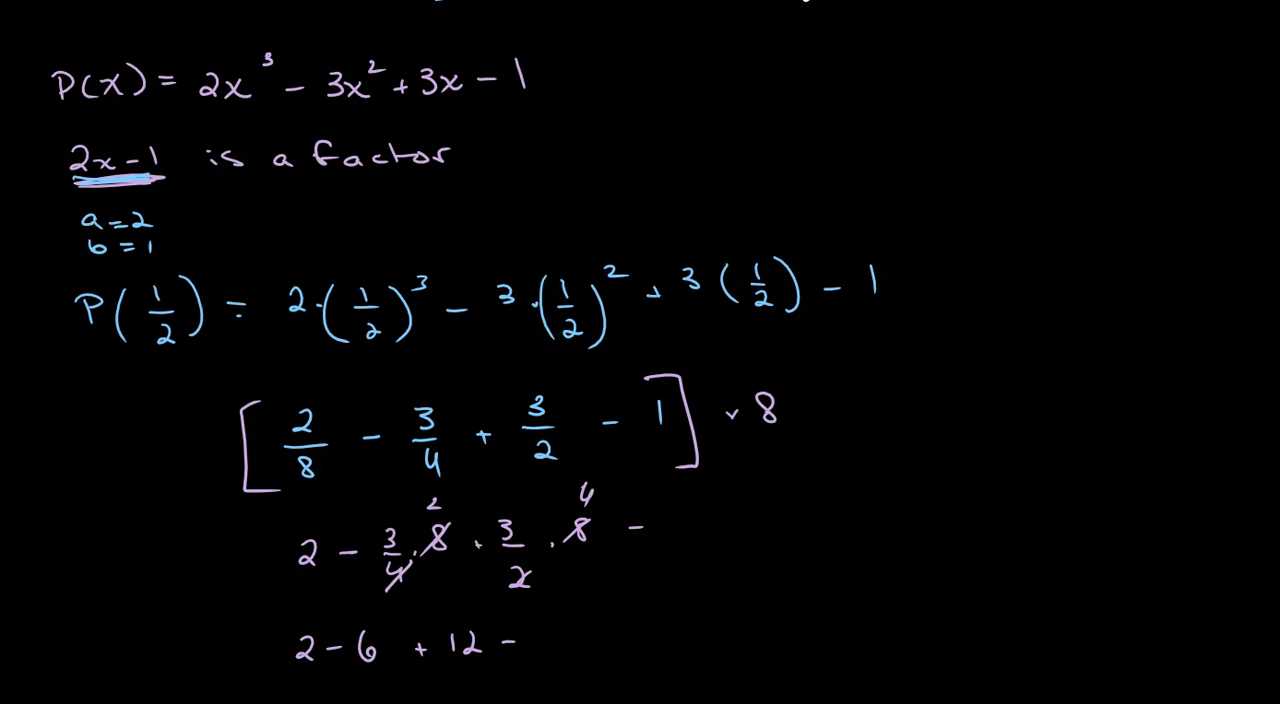 P(x) = 2x³ - 3x² + 3x - 1
2x-1 is a factor
a = 2
b = 1
P(1/2) = 2·(1/2)³ - 3·(1/2)² + 3(1/2) - 1
[2/8 - 3/4 + 3/2 - 1] × 8
2 - 3/4·8 2 + 3/2·8 4 -
2 - 6 + 12 -